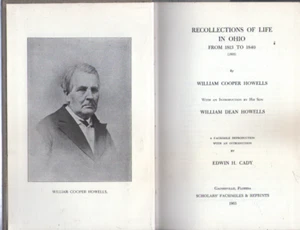 WILLIAM COOPER HOWELLS.
RECOLLECTIONS OF LIFE
IN OHIO
FROM 1813 TO 1840
By
WILLIAM COOPER HOWELLS
WITH AN INTRODUCTION BY HIS SON
WILLIAM DEAN HOWELLS
A FACSIMILE REPRODUCTION
WITH AN INTRODUCTION
BY
EDWIN H. CADY
GAINESVILLE, FLORIDA
SCHOLARS' FACSIMILES & REPRINTS
1963